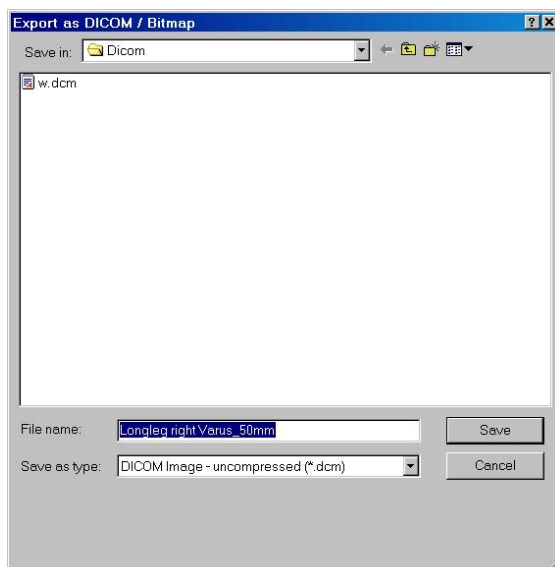 Export as DICOM / Bitmap
Save in: Dicom
w.dcm
File name: Longleg right Varus_50mm Save
Save as type: DICOM Image - uncompressed (*.dcm) Cancel